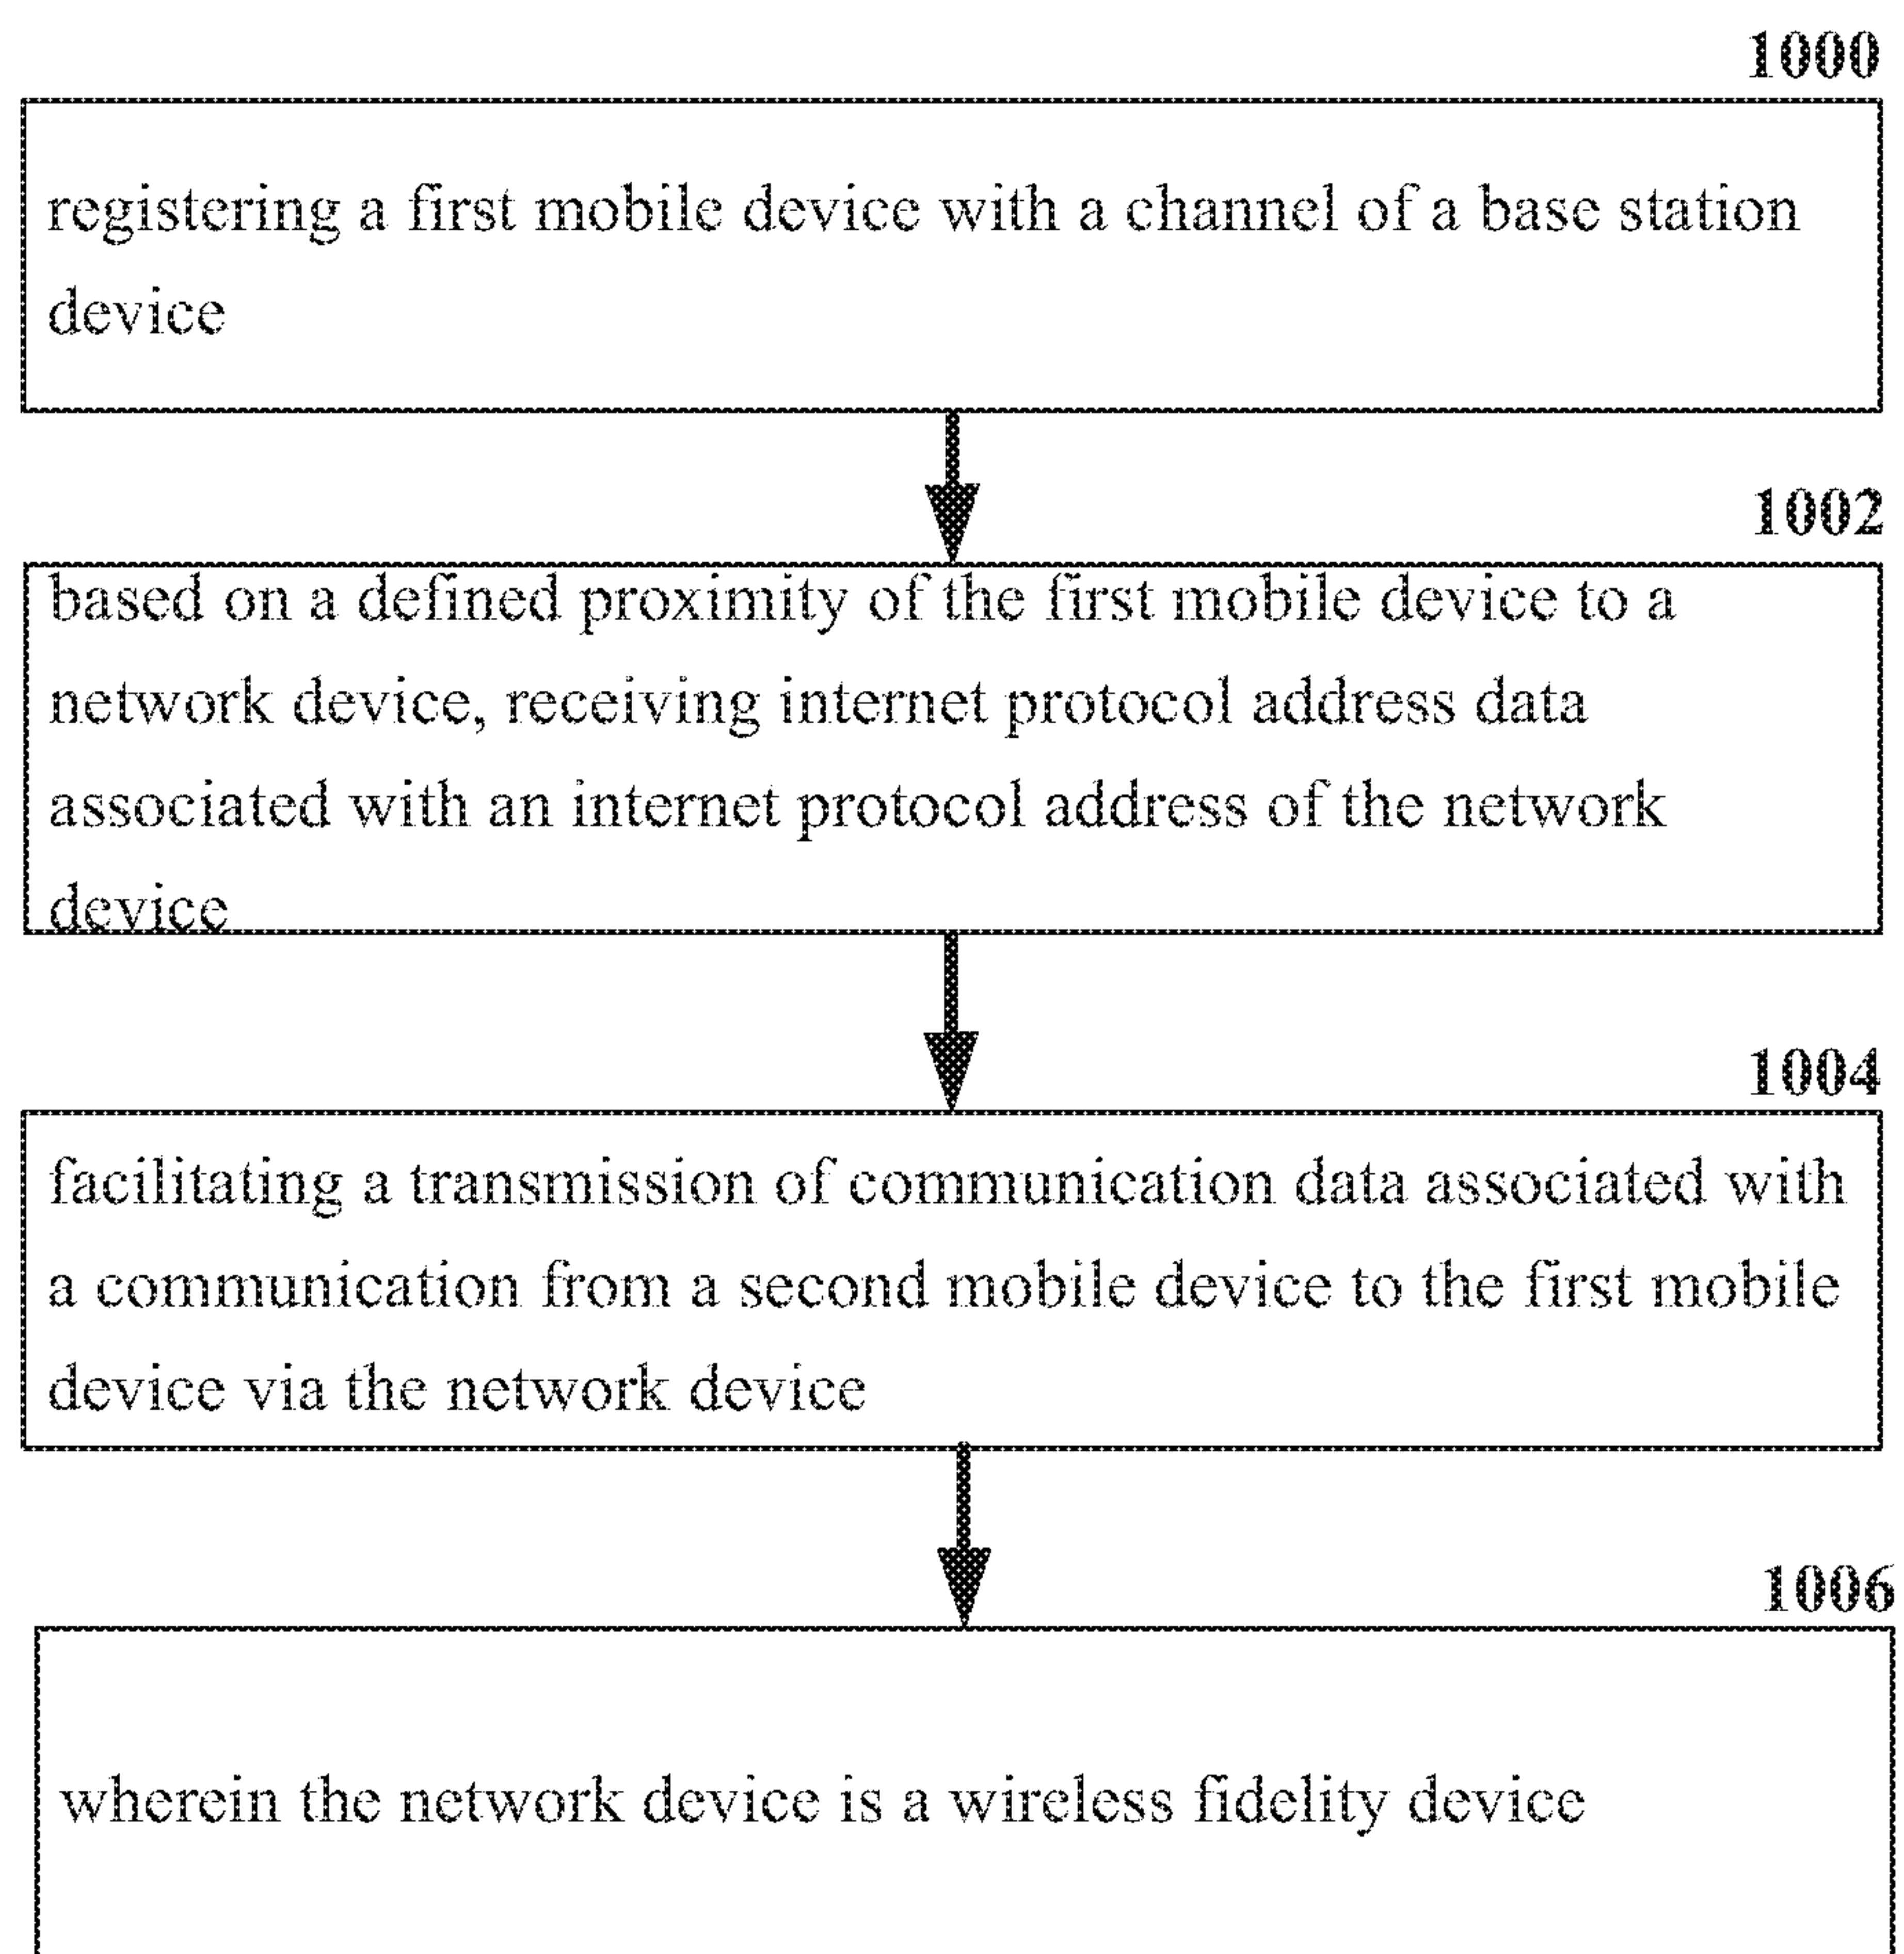 1000
registering a first mobile device with a channel of a base station
device
1002
based on a defined proximity of the first mobile device to a
network device, receiving internet protocol address data
associated with an internet protocol address of the network
device
1004
facilitating a transmission of communication data associated with
a communication from a second mobile device to the first mobile
device via the network device
1006
wherein the network device is a wireless fidelity device